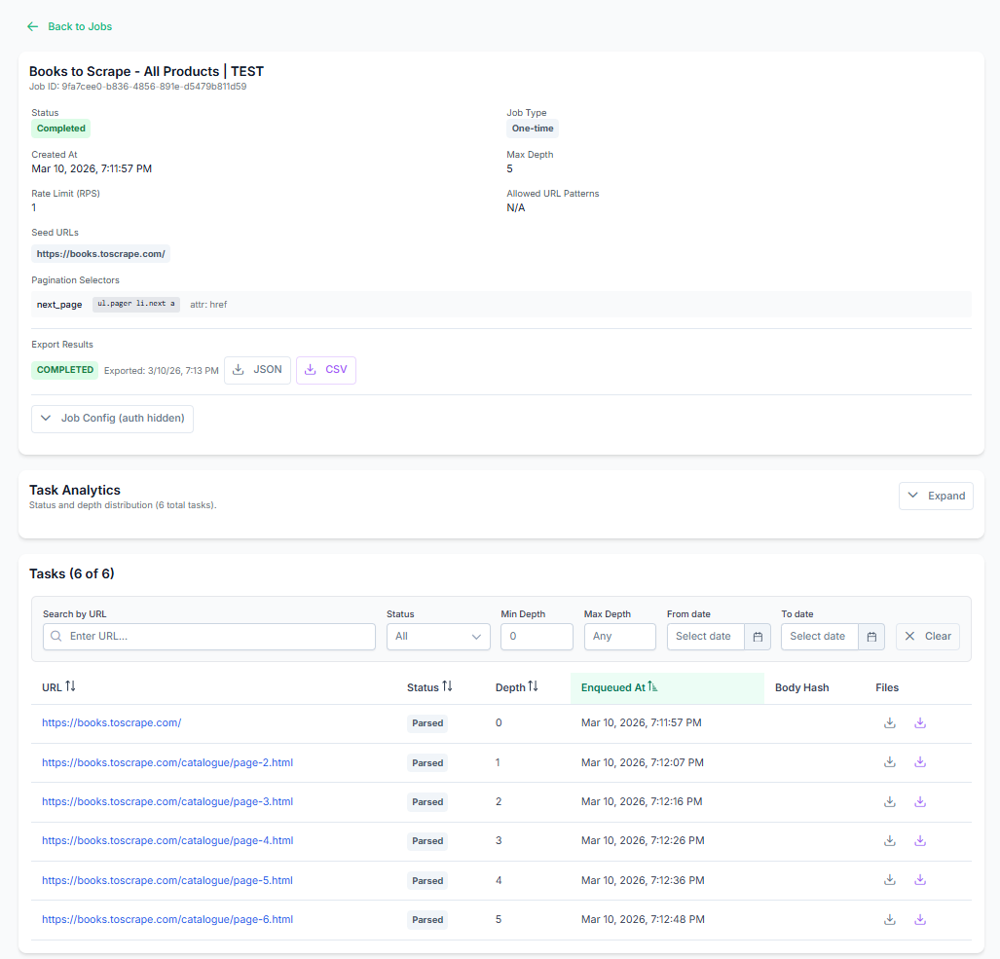 Back to Jobs
Books to Scrape - All Products | TEST
Job ID: 9fa7cee0-b836-4856-891e-d5479b811d59
Status
Completed
Job Type
One-time
Created At
Mar 10, 2026, 7:11:57 PM
Max Depth
5
Rate Limit (RPS)
1
Allowed URL Patterns
N/A
Seed URLs
https://books.toscrape.com/
Pagination Selectors
next_page ul.pager li.next a attr: href
Export Results
COMPLETED Exported: 3/10/26, 7:13 PM JSON CSV
Job Config (auth hidden)
Task Analytics
Status and depth distribution (6 total tasks).
Expand
Tasks (6 of 6)
Search by URL Status Min Depth Max Depth From date To date
Enter URL... All 0 Any Select date Select date Clear
URL Status Depth Enqueued At Body Hash Files
https://books.toscrape.com/ Parsed 0 Mar 10, 2026, 7:11:57 PM
https://books.toscrape.com/catalogue/page-2.html Parsed 1 Mar 10, 2026, 7:12:07 PM
https://books.toscrape.com/catalogue/page-3.html Parsed 2 Mar 10, 2026, 7:12:16 PM
https://books.toscrape.com/catalogue/page-4.html Parsed 3 Mar 10, 2026, 7:12:26 PM
https://books.toscrape.com/catalogue/page-5.html Parsed 4 Mar 10, 2026, 7:12:36 PM
https://books.toscrape.com/catalogue/page-6.html Parsed 5 Mar 10, 2026, 7:12:48 PM